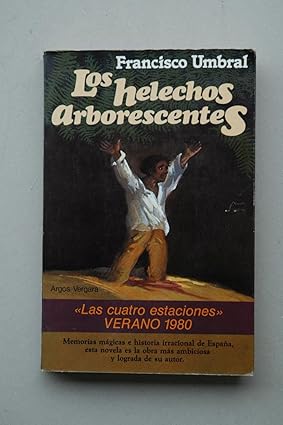 Francisco Umbral
Los helechos
arborescentes
Argos Vergara
«Las cuatro estaciones»
VERANO 1980
Memorias mágicas e historia irracional de España,
esta novela es la obra más ambiciosa
y lograda de su autor.